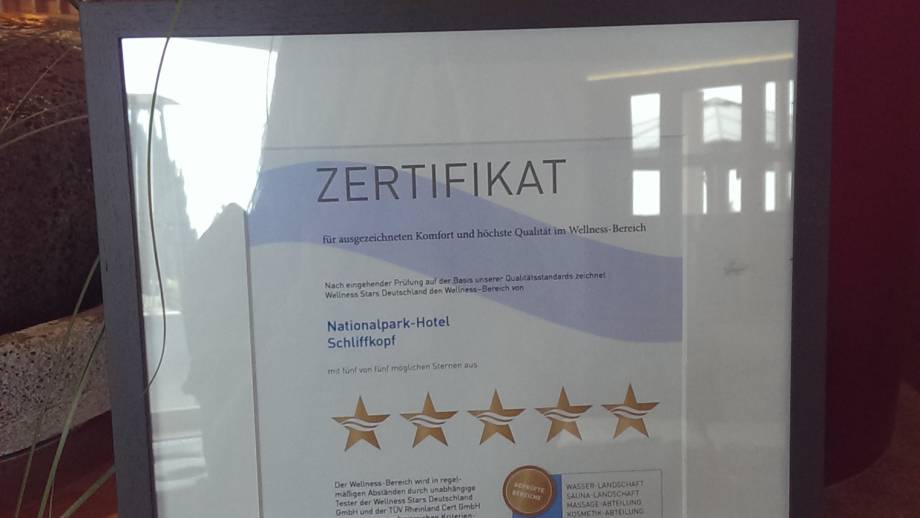 ZERTIFIKAT
für ausgezeichneten Komfort und höchste Qualität im Wellness-Bereich
Nach eingehender Prüfung auf der Basis unserer Qualitätsstandards zeichnet
Wellness Stars Deutschland den Wellness-Bereich von
Nationalpark-Hotel
Schliffkopf
mit fünf von fünf möglichen Sternen aus
Der Wellness-Bereich wird in regel-
mäßigen Abständen durch unabhängige
Tester der Wellness Stars Deutschland
GmbH und der TÜV Rheinland Cert GmbH
GEPRÜFTE
BEREICHE
WASSER-LANDSCHAFT
SAUNA-LANDSCHAFT
MASSAGE-ABTEILUNG
KOSMETIK-ABTEILUNG